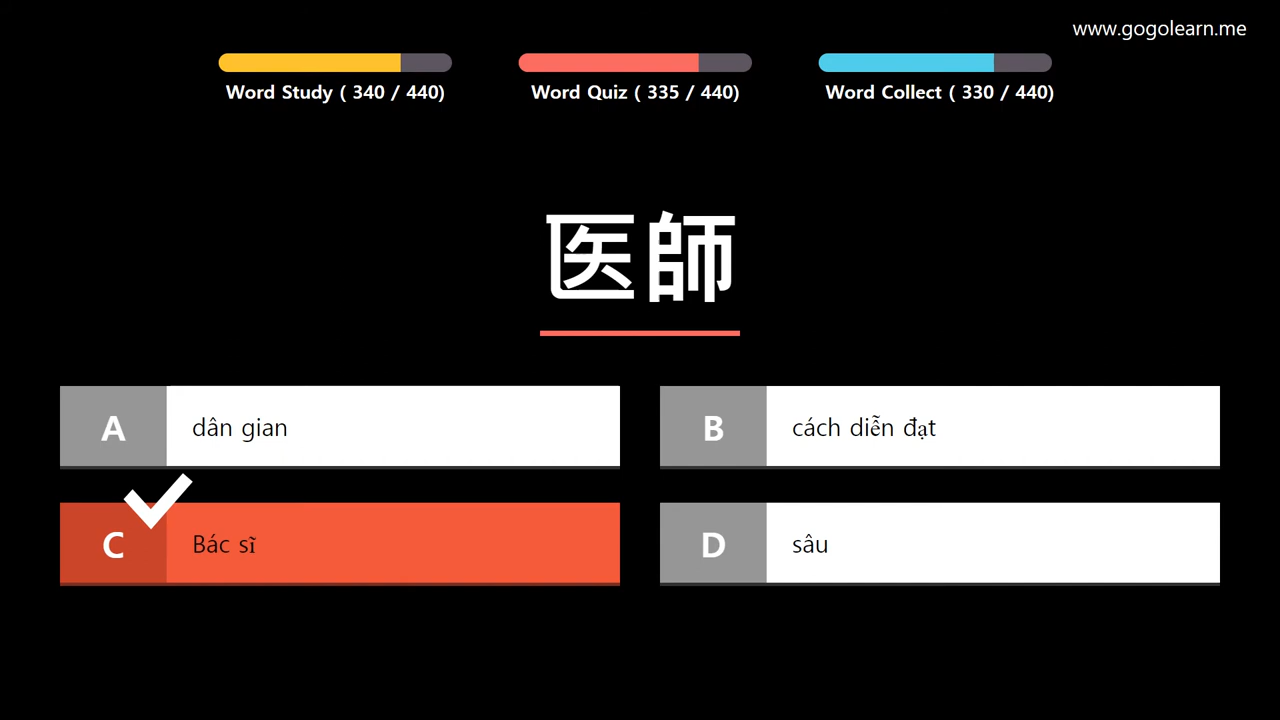 www.gogolearn.me
Word Study ( 340 / 440)
Word Quiz ( 335 / 440)
Word Collect ( 330 / 440)
医師
A dân gian
B cách diễn đạt
C Bác sĩ
D sâu